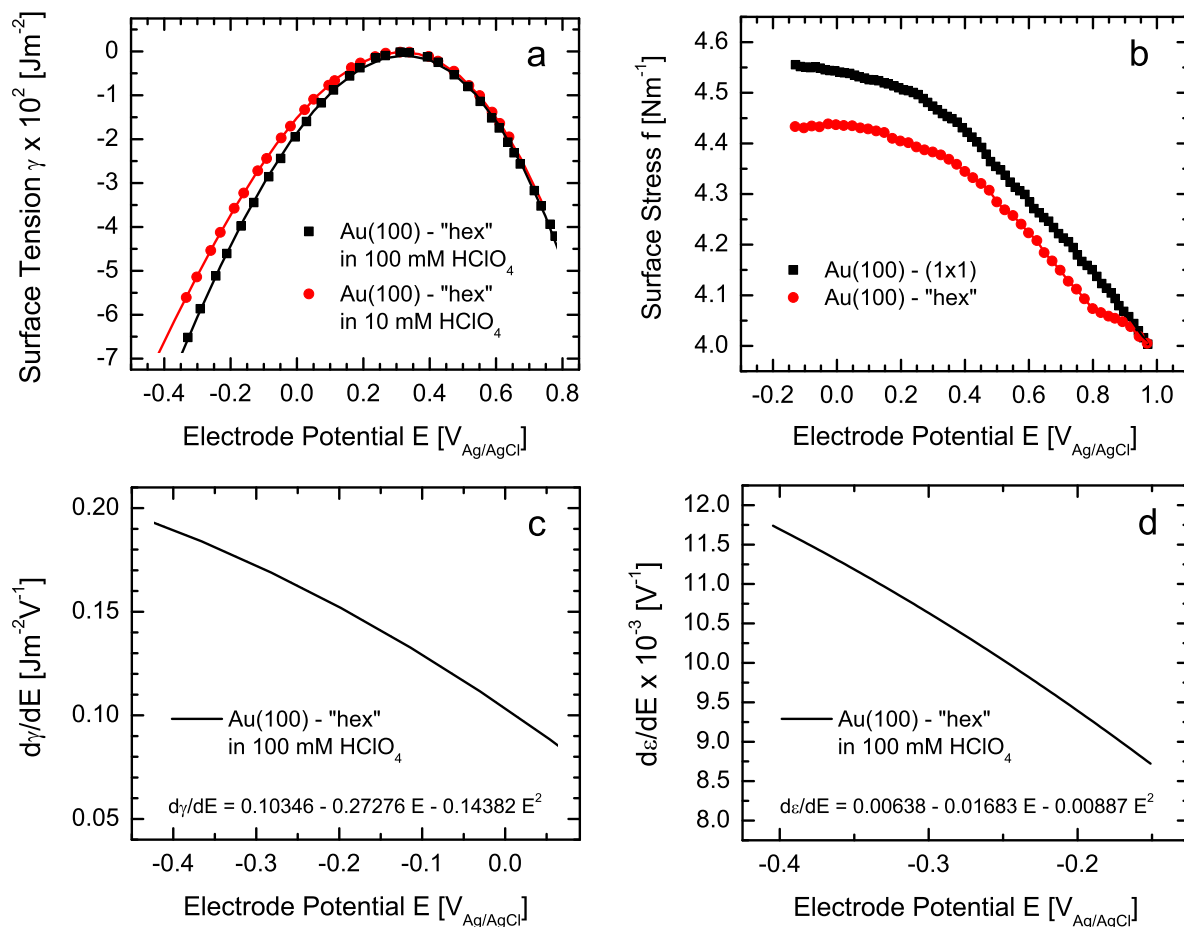 a
0
-1
-2
-3
-4
-5
-6
-7
Surface Tension γ x 10² [Jm⁻²]
Au(100) - "hex"
in 100 mM HClO₄
Au(100) - "hex"
in 10 mM HClO₄
-0.4 -0.2 0.0 0.2 0.4 0.6 0.8
Electrode Potential E [V_Ag/AgCl]
b
4.6
4.5
4.4
4.3
4.2
4.1
4.0
Surface Stress f [Nm⁻¹]
Au(100) - (1x1)
Au(100) - "hex"
-0.2 0.0 0.2 0.4 0.6 0.8 1.0
Electrode Potential E [V_Ag/AgCl]
c
0.20
0.15
0.10
0.05
dγ/dE [Jm⁻²V⁻¹]
Au(100) - "hex"
in 100 mM HClO₄
dγ/dE = 0.10346 - 0.27276 E - 0.14382 E²
-0.4 -0.3 -0.2 -0.1 0.0
Electrode Potential E [V_Ag/AgCl]
d
12.0
11.5
11.0
10.5
10.0
9.5
9.0
8.5
8.0
dε/dE x 10⁻³ [V⁻¹]
Au(100) - "hex"
in 100 mM HClO₄
dε/dE = 0.00638 - 0.01683 E - 0.00887 E²
-0.4 -0.3 -0.2
Electrode Potential E [V_Ag/AgCl]